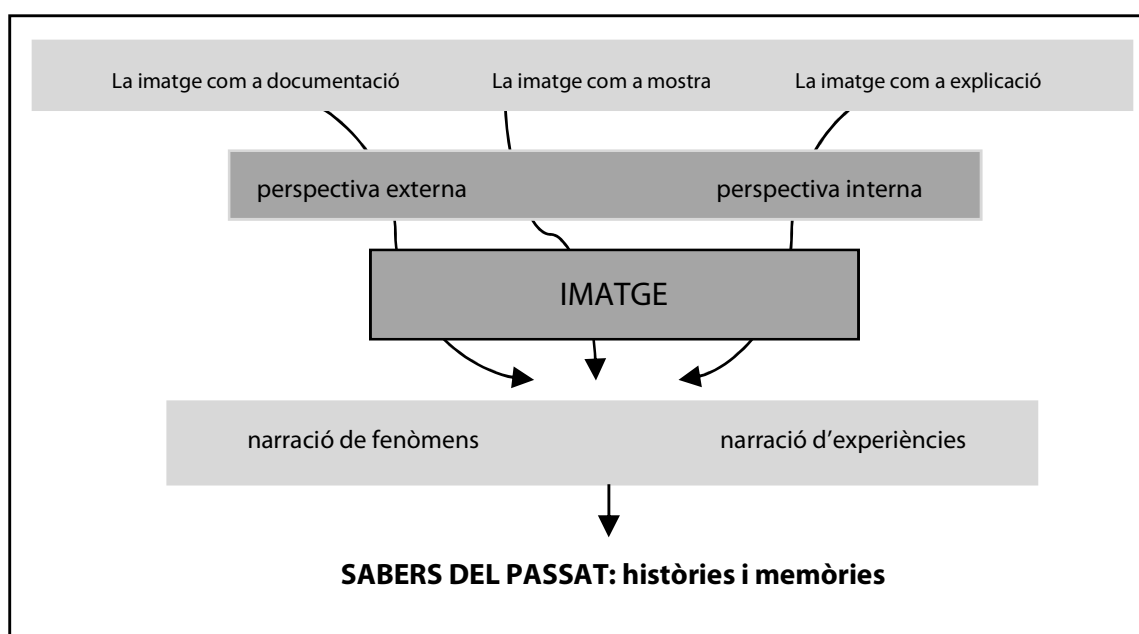 La imatge com a documentació
La imatge com a mostra
La imatge com a explicació
perspectiva externa
perspectiva interna
IMATGE
narració de fenòmens
narració d’experiències
SABERS DEL PASSAT: històries i memòries